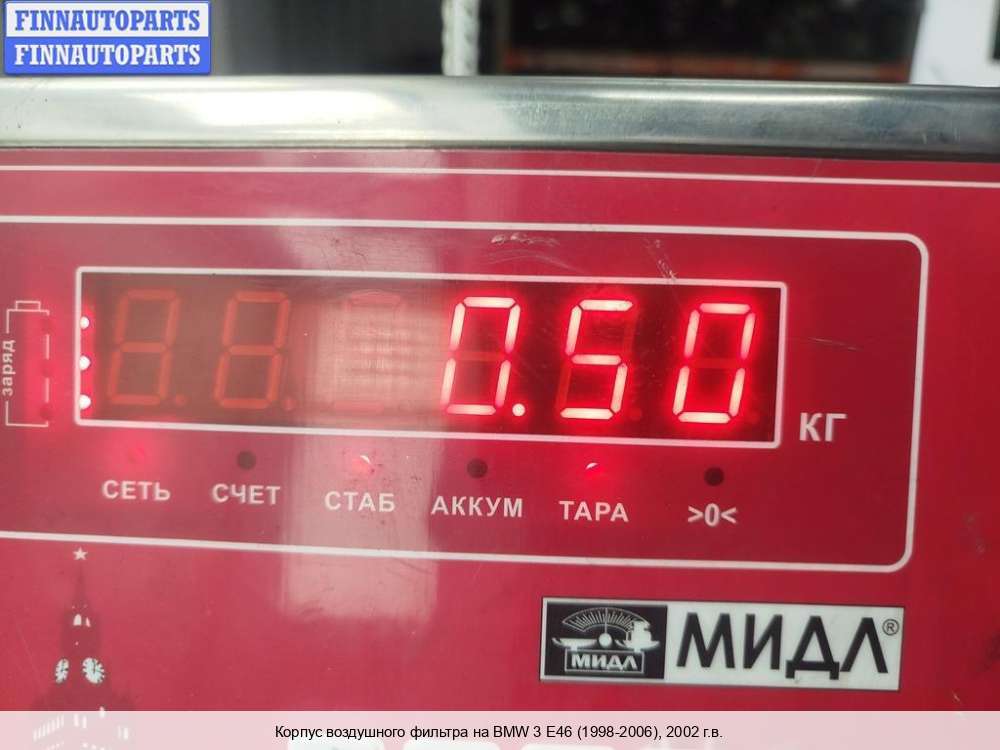 FINNAUTOPARTS
FINNAUTOPARTS
заряд
0.50
КГ
СЕТЬ СЧЕТ СТАБ АККУМ ТАРА >0<
МИДЛ
МИДЛ®
Корпус воздушного фильтра на BMW 3 E46 (1998-2006), 2002 г.в.